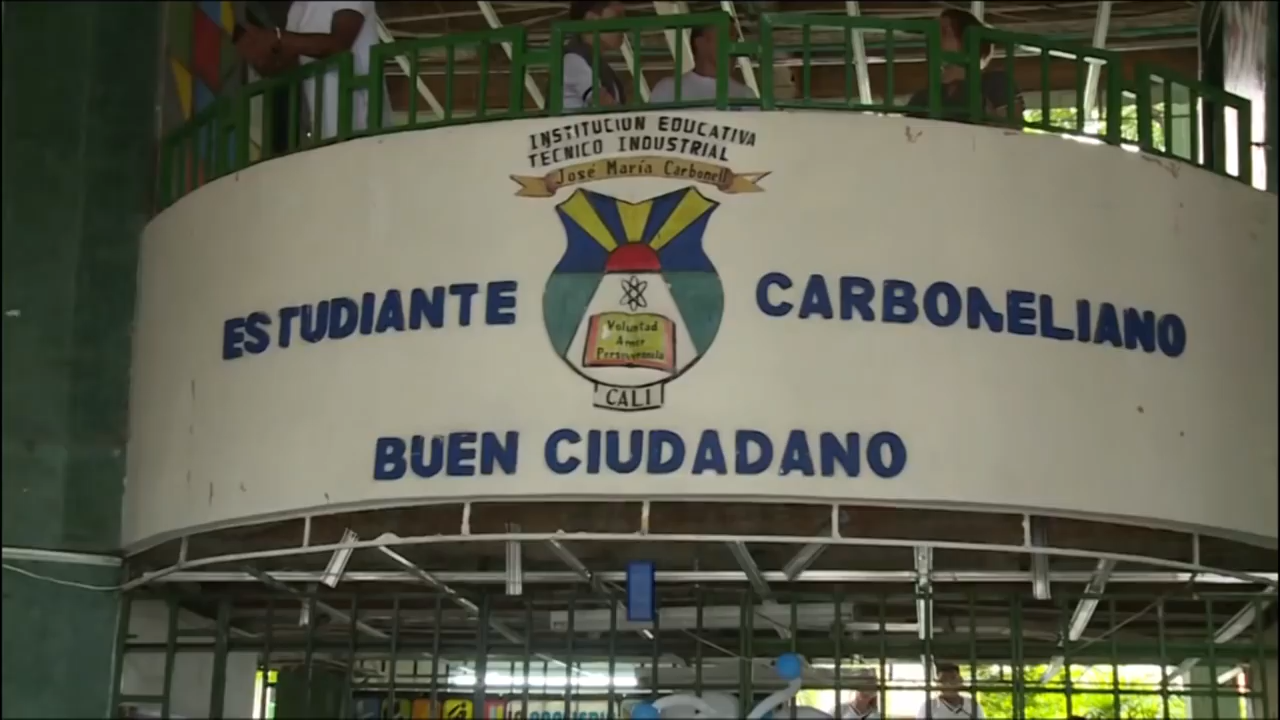 INSTITUCION EDUCATIVA
TECNICO INDUSTRIAL
José María Carbonell
ESTUDIANTE CARBONELIANO
Voluntad
Amor
Perseverancia
CALI
BUEN CIUDADANO